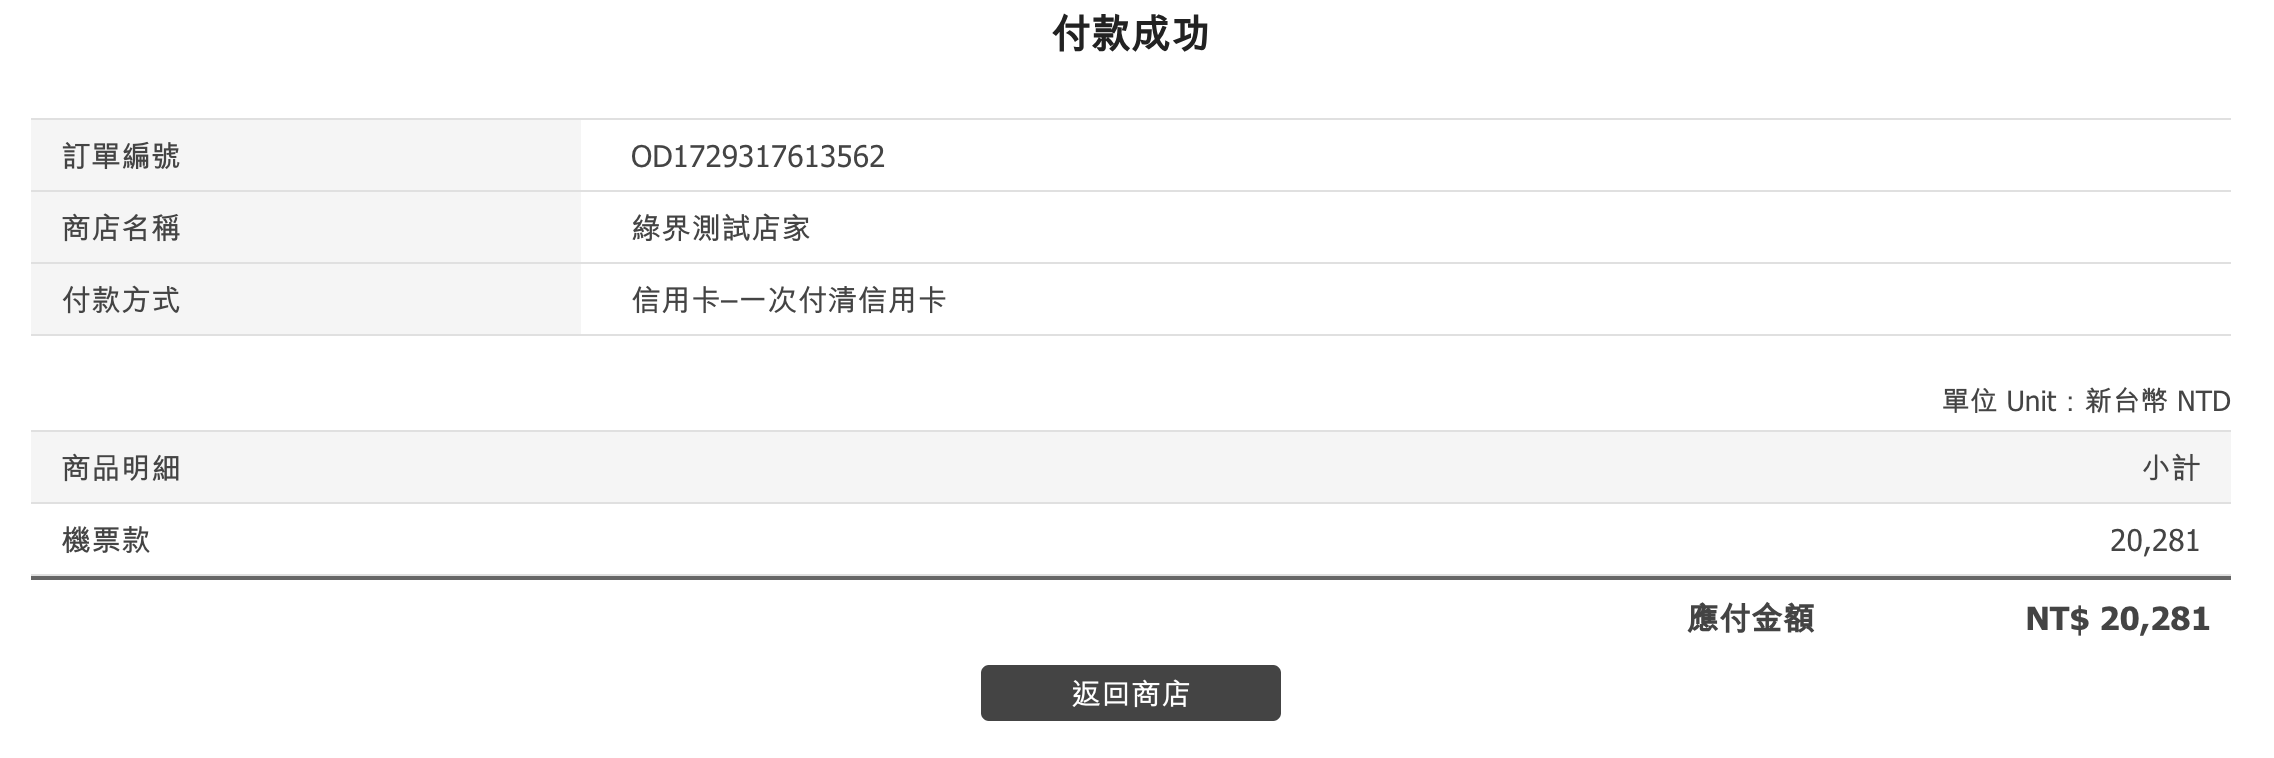 付款成功
訂單編號 OD1729317613562
商店名稱 綠界測試店家
付款方式 信用卡–一次付清信用卡
單位 Unit：新台幣 NTD
商品明細 小計
機票款 20,281
應付金額 NT$ 20,281
返回商店